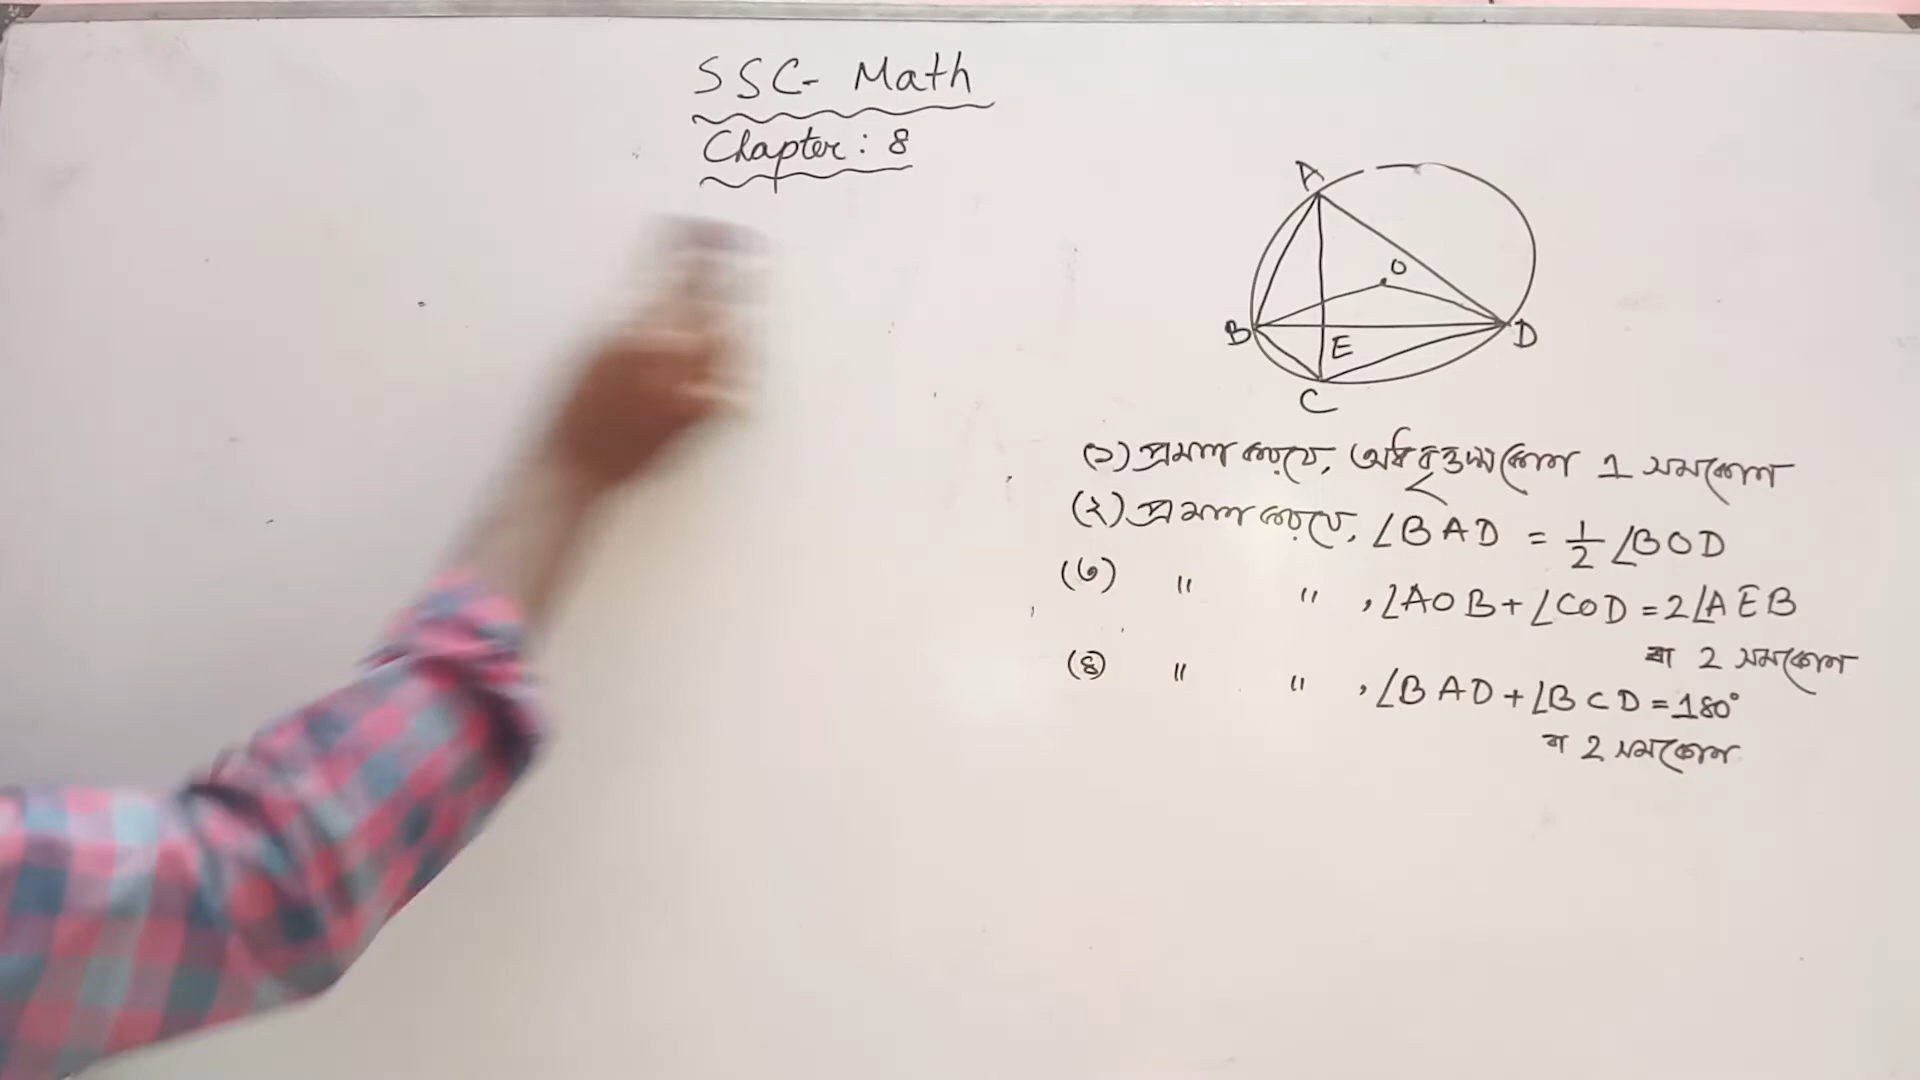 SSC- Math
Chapter : 8
A
O
B
E
D
C
(১) প্রমাণ কর যে, অর্ধবৃত্তস্থ কোণ 1 সমকোণ
(২) প্রমাণ কর যে, ∠BAD = 1/2 ∠BOD
(৩) " " , ∠AOB + ∠COD = 2∠AEB
বা 2 সমকোণ
(৪) " " , ∠BAD + ∠BCD = 180°
বা 2 সমকোণ